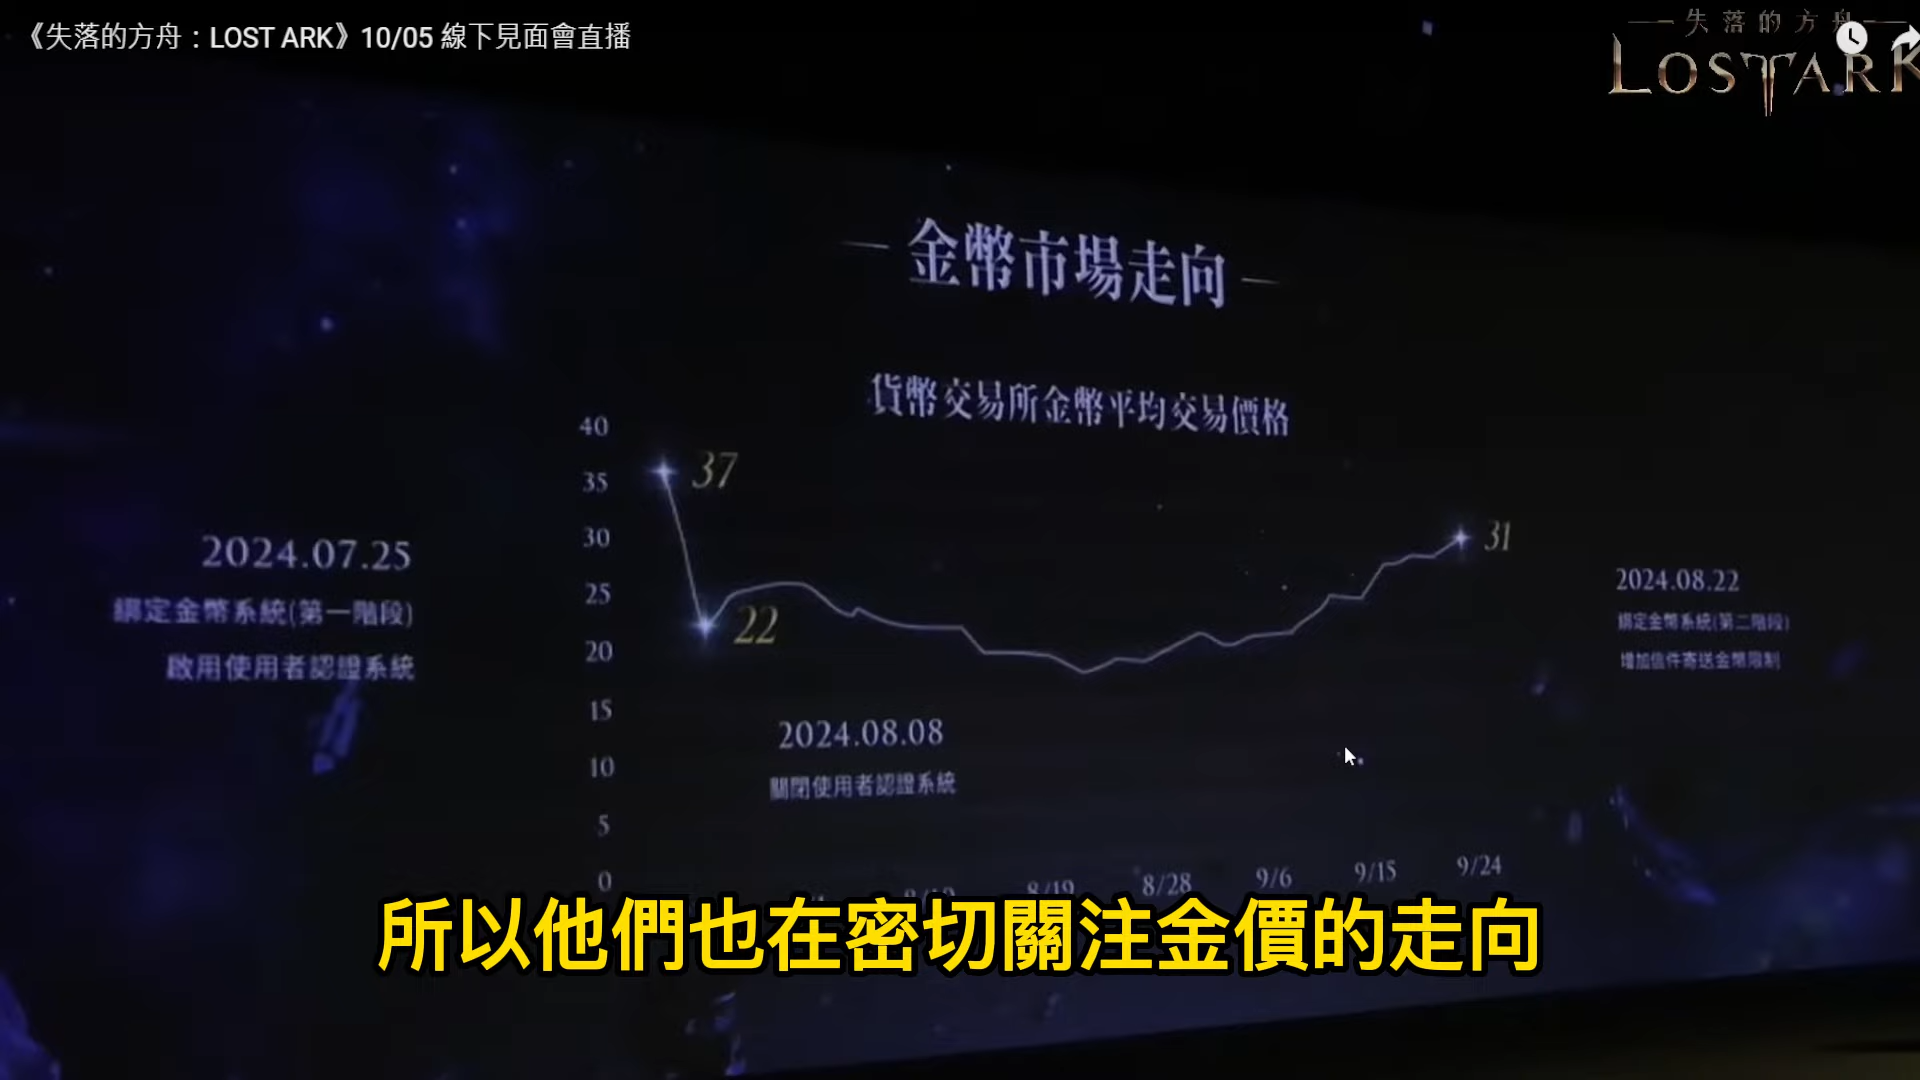 《失落的方舟：LOST ARK》10/05 線下見面會直播
失落的方舟
LOST ARK
金幣市場走向
貨幣交易所金幣平均交易價格
40
35
30
25
20
15
10
5
0
37
22
31
2024.07.25
綁定金幣系統(第一階段)
啟用使用者認證系統
2024.08.08
關閉使用者認證系統
2024.08.22
綁定金幣系統(第二階段)
增加信件寄送金幣限制
8/19
8/28
9/6
9/15
9/24
所以他們也在密切關注金價的走向